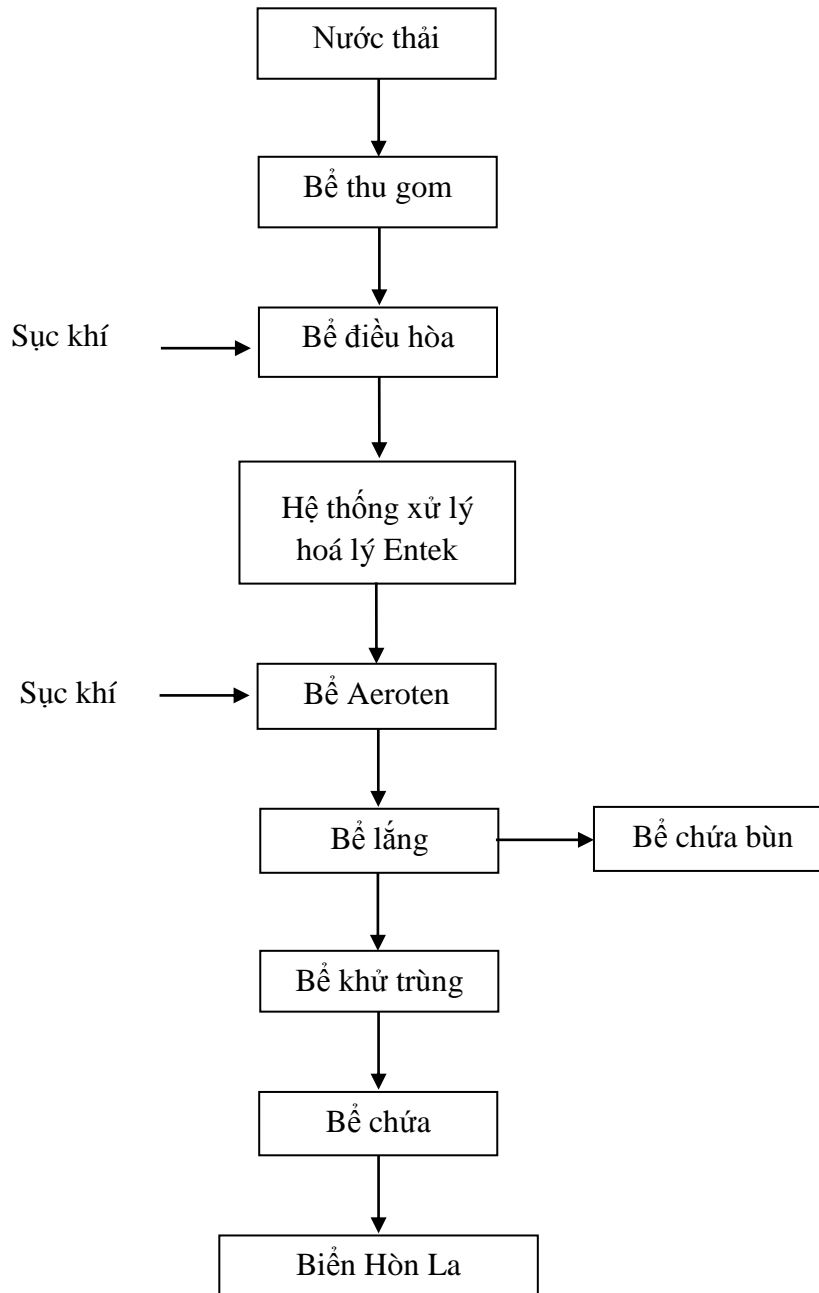 Nước thải
Bể thu gom
Sục khí
Bể điều hòa
Hệ thống xử lý
hoá lý Entek
Sục khí
Bể Aeroten
Bể lắng
Bể chứa bùn
Bể khử trùng
Bể chứa
Biển Hòn La